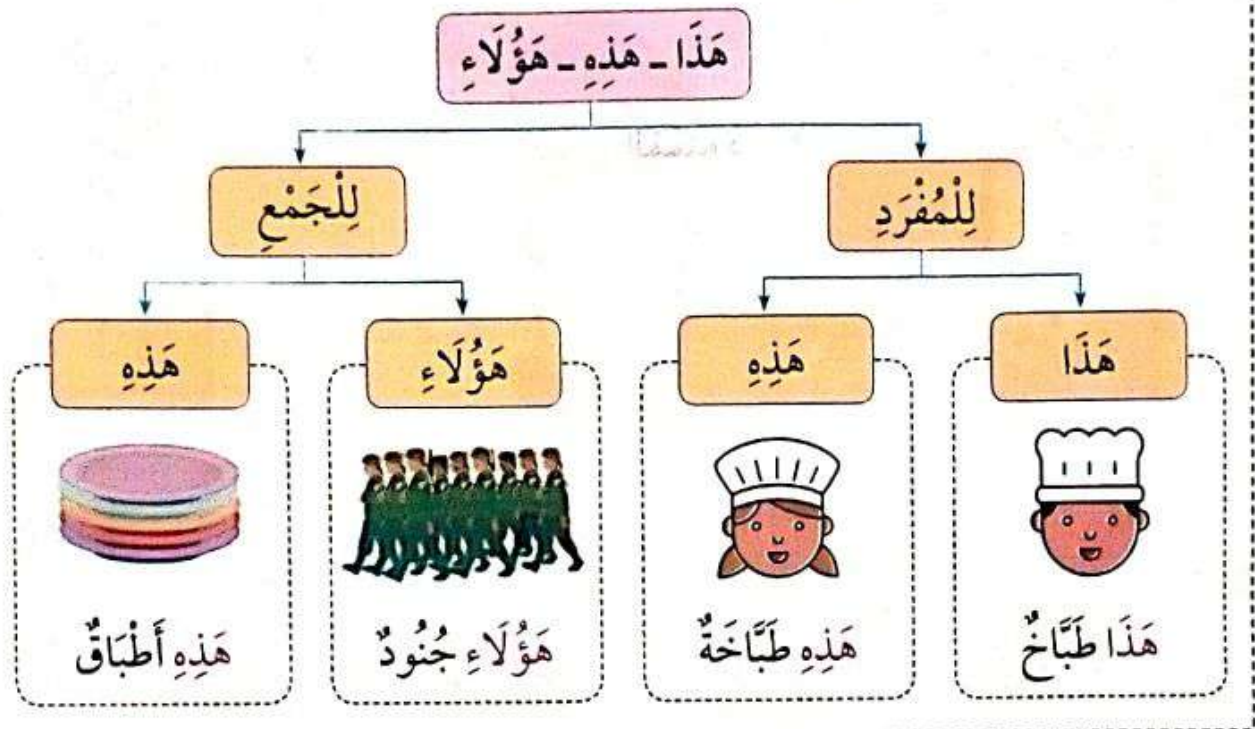 هَذَا - هَذِهِ - هَؤُلَاءِ
لِلْمُفْرَدِ
لِلْجَمْعِ
هَذَا
هَذِهِ
هَؤُلَاءِ
هَذِهِ
هَذَا طَبَّاخٌ
هَذِهِ طَبَّاخَةٌ
هَؤُلَاءِ جُنُودٌ
هَذِهِ أَطْبَاقٌ